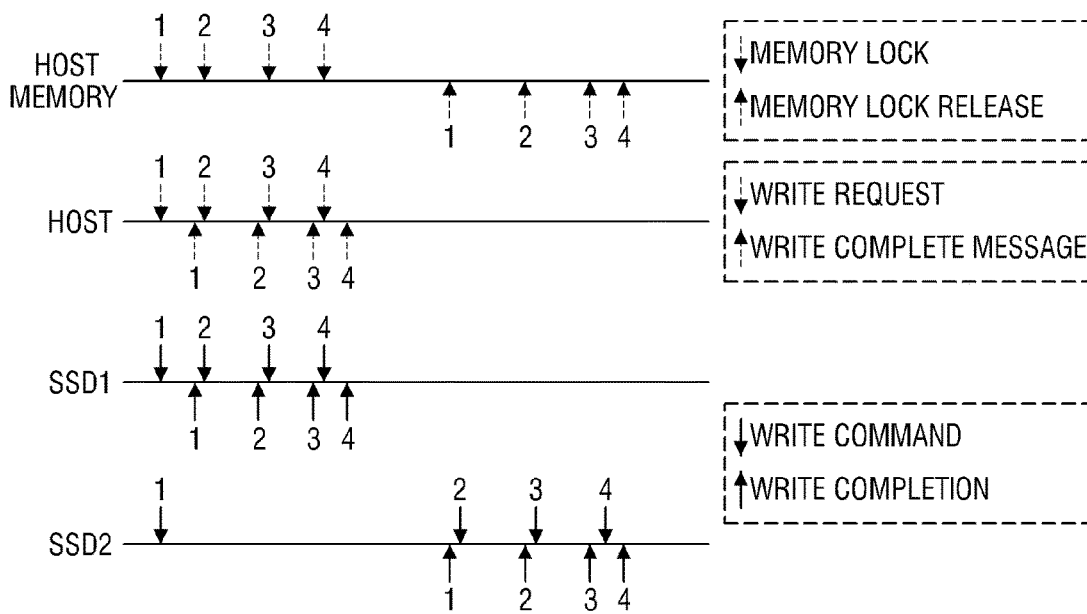 1 2 3 4
HOST
MEMORY
MEMORY LOCK
MEMORY LOCK RELEASE
1 2 3 4
1 2 3 4
HOST
WRITE REQUEST
WRITE COMPLETE MESSAGE
1 2 3 4
1 2 3 4
SSD1
1 2 3 4
WRITE COMMAND
WRITE COMPLETION
1 2 3 4
SSD2
1 2 3 4